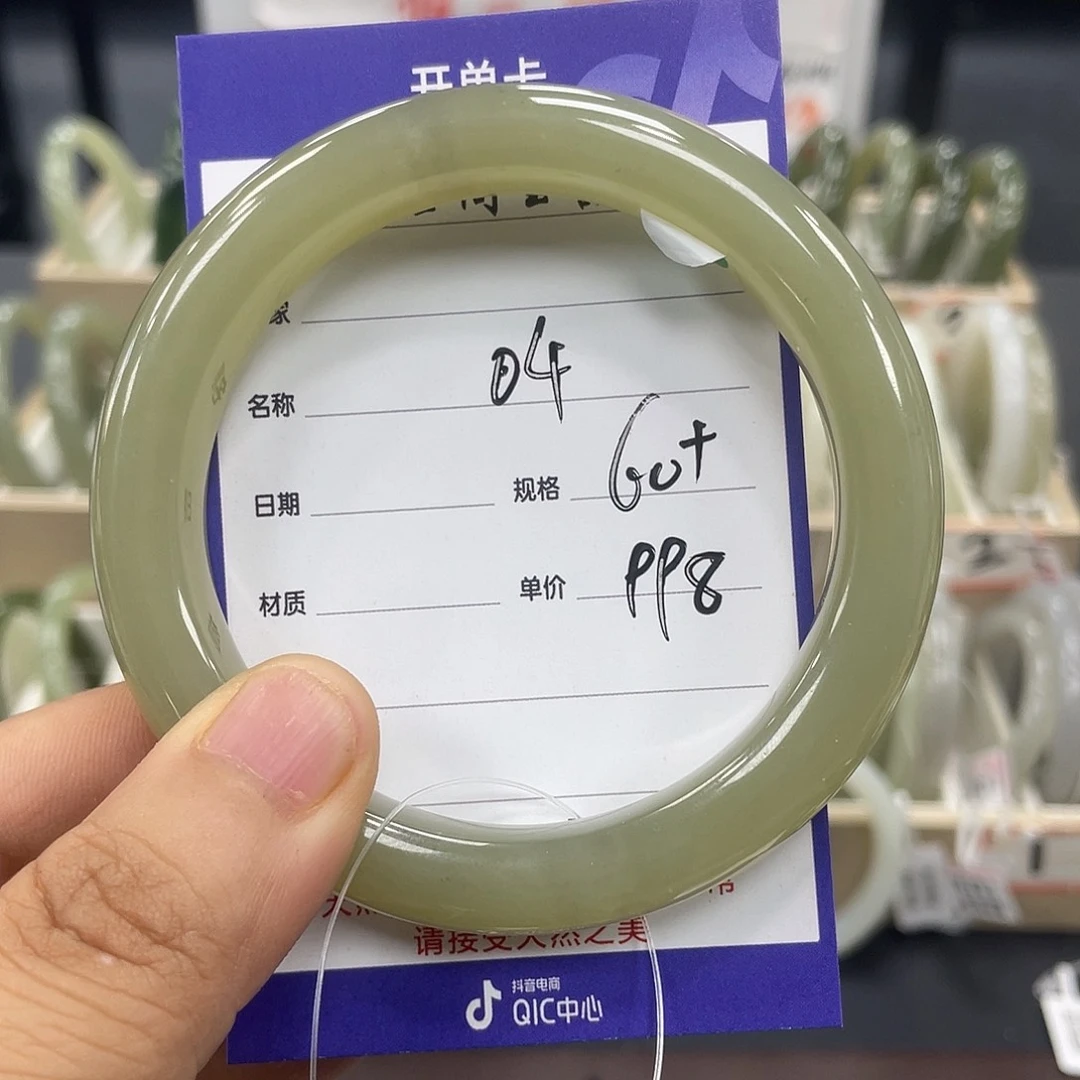 开单卡
家
名称 04
日期 规格 60+
材质 单价 998
请接受天然之美
抖音电商
QIC中心